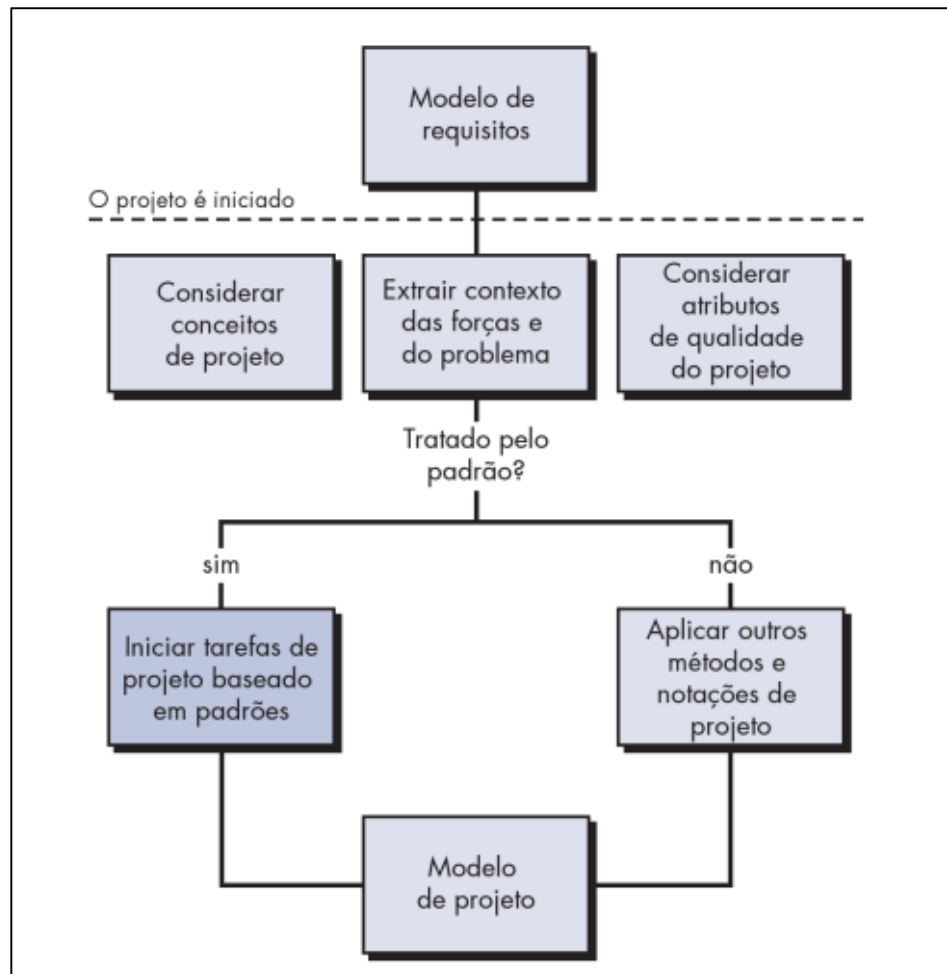 Modelo de
requisitos
O projeto é iniciado
Considerar
conceitos
de projeto
Extrair contexto
das forças e
do problema
Considerar
atributos
de qualidade
do projeto
Tratado pelo
padrão?
sim
não
Iniciar tarefas de
projeto baseado
em padrões
Aplicar outros
métodos e
notações de
projeto
Modelo
de projeto